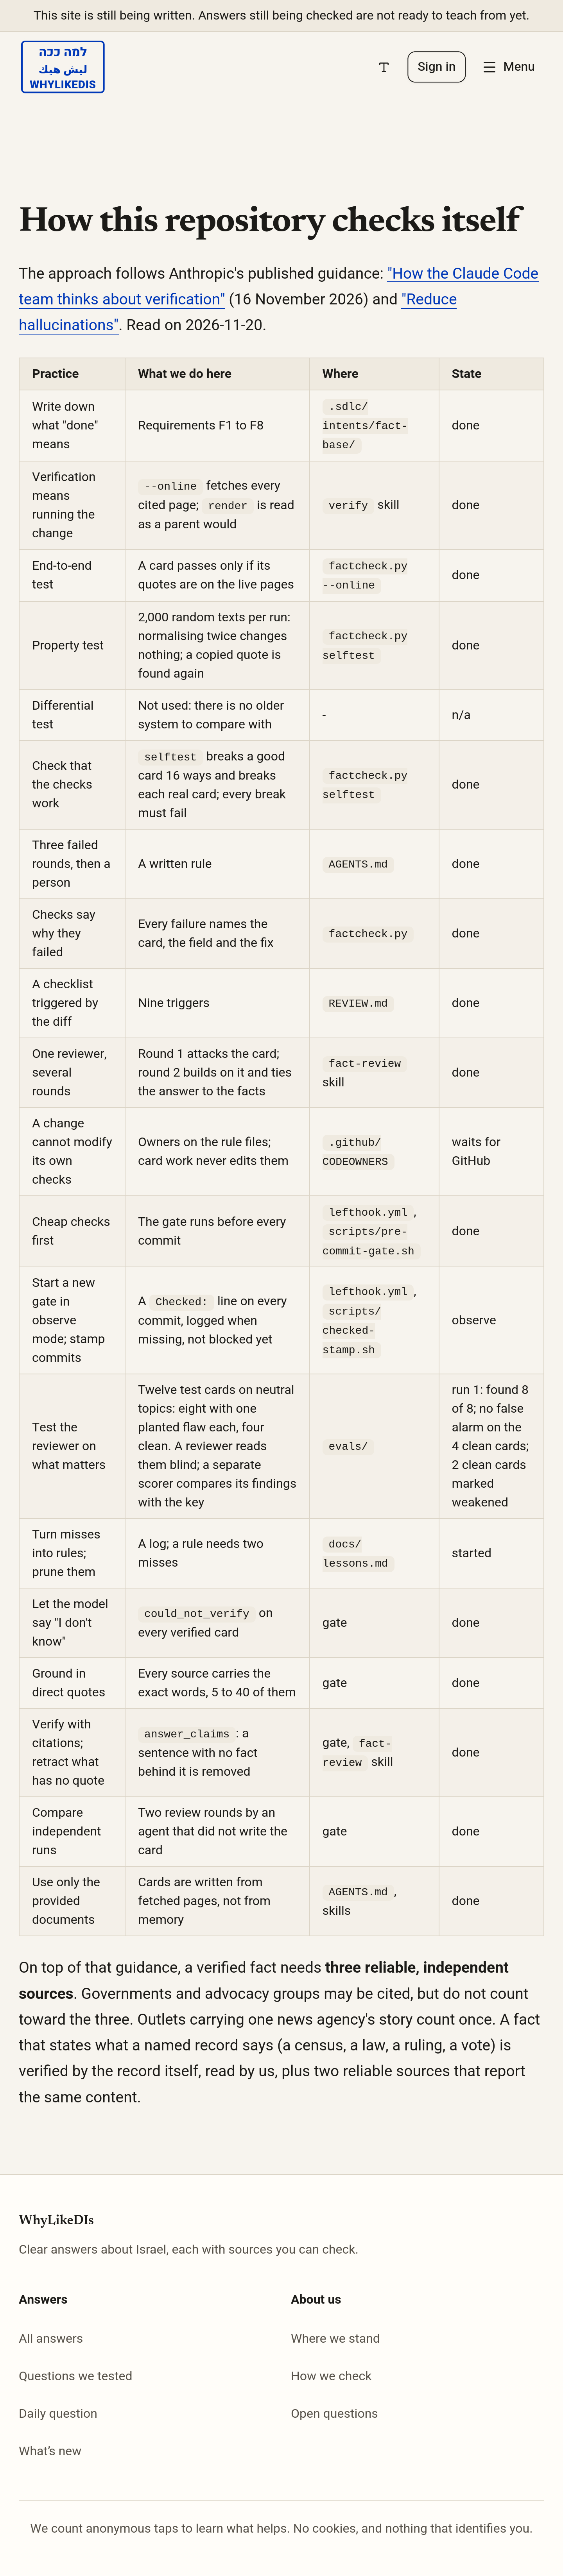 This site is still being written. Answers still being checked are not ready to teach from yet.
למה ככה
ليش هيك
WHYLIKEDIS
T
Sign in
Menu
How this repository checks itself
The approach follows Anthropic's published guidance: "How the Claude Code
team thinks about verification" (16 November 2026) and "Reduce
hallucinations". Read on 2026-11-20.
Practice
What we do here
Where
State
Write down
what "done"
means
Requirements F1 to F8
.sdlc/
intents/fact-
base/
done
Verification
means
running the
change
--online fetches every
cited page; render is read
as a parent would
verify skill
done
End-to-end
test
A card passes only if its
quotes are on the live pages
factcheck.py
--online
done
Property test
2,000 random texts per run:
normalising twice changes
nothing; a copied quote is
found again
factcheck.py
selftest
done
Differential
test
Not used: there is no older
system to compare with
-
n/a
Check that
the checks
work
selftest breaks a good
card 16 ways and breaks
each real card; every break
must fail
factcheck.py
selftest
done
Three failed
rounds, then a
person
A written rule
AGENTS.md
done
Checks say
why they
failed
Every failure names the
card, the field and the fix
factcheck.py
done
A checklist
triggered by
the diff
Nine triggers
REVIEW.md
done
One reviewer,
several
rounds
Round 1 attacks the card;
round 2 builds on it and ties
the answer to the facts
fact-review
skill
done
A change
cannot modify
its own
checks
Owners on the rule files;
card work never edits them
.github/
CODEOWNERS
waits for
GitHub
Cheap checks
first
The gate runs before every
commit
lefthook.yml,
scripts/pre-
commit-gate.sh
done
Start a new
gate in
observe
mode; stamp
commits
A Checked: line on every
commit, logged when
missing, not blocked yet
lefthook.yml,
scripts/
checked-
stamp.sh
observe
Test the
reviewer on
what matters
Twelve test cards on neutral
topics: eight with one
planted flaw each, four
clean. A reviewer reads
them blind; a separate
scorer compares its findings
with the key
evals/
run 1: found 8
of 8; no false
alarm on the
4 clean cards;
2 clean cards
marked
weakened
Turn misses
into rules;
prune them
A log; a rule needs two
misses
docs/
lessons.md
started
Let the model
say "I don't
know"
could_not_verify on
every verified card
gate
done
Ground in
direct quotes
Every source carries the
exact words, 5 to 40 of them
gate
done
Verify with
citations;
retract what
has no quote
answer_claims: a
sentence with no fact
behind it is removed
gate, fact-
review skill
done
Compare
independent
runs
Two review rounds by an
agent that did not write the
card
gate
done
Use only the
provided
documents
Cards are written from
fetched pages, not from
memory
AGENTS.md,
skills
done
On top of that guidance, a verified fact needs three reliable, independent
sources. Governments and advocacy groups may be cited, but do not count
toward the three. Outlets carrying one news agency's story count once. A fact
that states what a named record says (a census, a law, a ruling, a vote) is
verified by the record itself, read by us, plus two reliable sources that report
the same content.
WhyLikeDIs
Clear answers about Israel, each with sources you can check.
Answers
All answers
Questions we tested
Daily question
What's new
About us
Where we stand
How we check
Open questions
We count anonymous taps to learn what helps. No cookies, and nothing that identifies you.